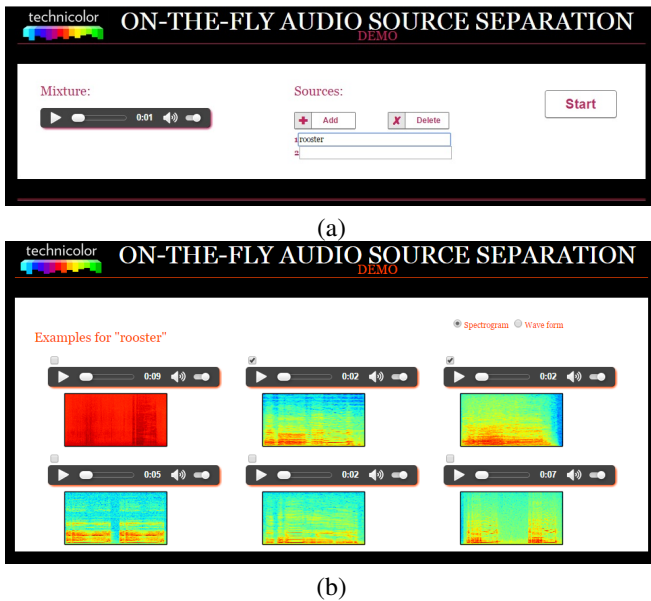 technicolor
ON-THE-FLY AUDIO SOURCE SEPARATION
DEMO
Mixture:
0:01
Sources:
Add
Delete
1 rooster
2
Start
(a)
technicolor
ON-THE-FLY AUDIO SOURCE SEPARATION
DEMO
Spectrogram Wave form
Examples for "rooster"
0:09 0:02 0:02
0:05 0:02 0:07
(b)